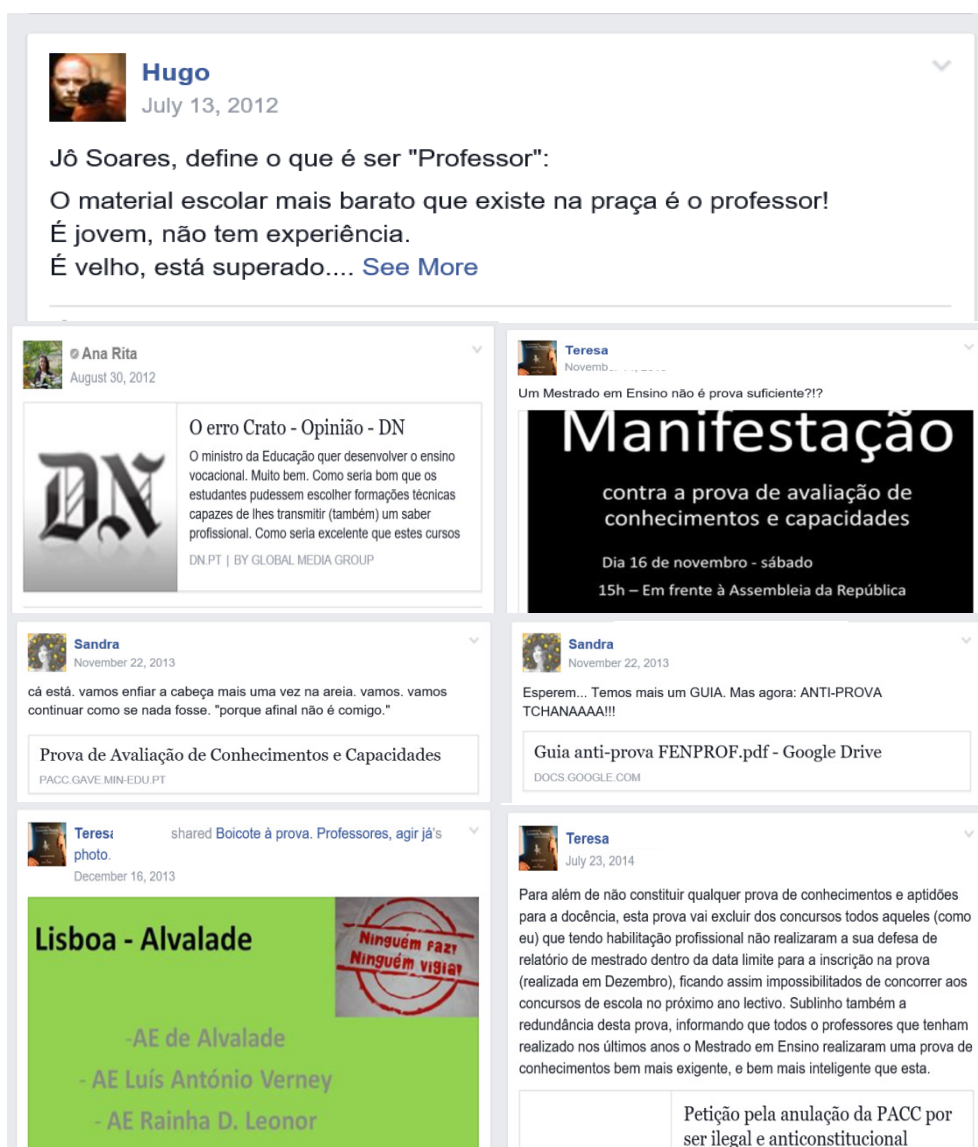 Hugo
July 13, 2012
Jô Soares, define o que é ser "Professor":
O material escolar mais barato que existe na praça é o professor!
É jovem, não tem experiência.
É velho, está superado.... See More
Ana Rita
August 30, 2012
DN
O erro Crato - Opinião - DN
O ministro da Educação quer desenvolver o ensino
vocacional. Muito bem. Como seria bom que os
estudantes pudessem escolher formações técnicas
capazes de lhes transmitir (também) um saber
profissional. Como seria excelente que estes cursos
DN.PT | BY GLOBAL MEDIA GROUP
Teresa
Um Mestrado em Ensino não é prova suficiente?!?
Manifestação
contra a prova de avaliação de
conhecimentos e capacidades
Dia 16 de novembro - sábado
15h – Em frente à Assembleia da República
Sandra
November 22, 2013
cá está. vamos enfiar a cabeça mais uma vez na areia. vamos. vamos
continuar como se nada fosse. "porque afinal não é comigo."
Prova de Avaliação de Conhecimentos e Capacidades
PACC.GAVE.MIN-EDU.PT
Sandra
November 22, 2013
Esperem... Temos mais um GUIA. Mas agora: ANTI-PROVA
TCHANAAAA!!!
Guia anti-prova FENPROF.pdf - Google Drive
DOCS.GOOGLE.COM
Teresa shared Boicote à prova. Professores, agir já's
photo.
December 16, 2013
Lisboa - Alvalade
Ninguém faz!
Ninguém vigia!
-AE de Alvalade
- AE Luís António Verney
- AE Rainha D. Leonor
Teresa
July 23, 2014
Para além de não constituir qualquer prova de conhecimentos e aptidões
para a docência, esta prova vai excluir dos concursos todos aqueles (como
eu) que tendo habilitação profissional não realizaram a sua defesa de
relatório de mestrado dentro da data limite para a inscrição na prova
(realizada em Dezembro), ficando assim impossibilitados de concorrer aos
concursos de escola no próximo ano lectivo. Sublinho também a
redundância desta prova, informando que todos o professores que tenham
realizado nos últimos anos o Mestrado em Ensino realizaram uma prova de
conhecimentos bem mais exigente, e bem mais inteligente que esta.
Petição pela anulação da PACC por
ser ilegal e anticonstitucional